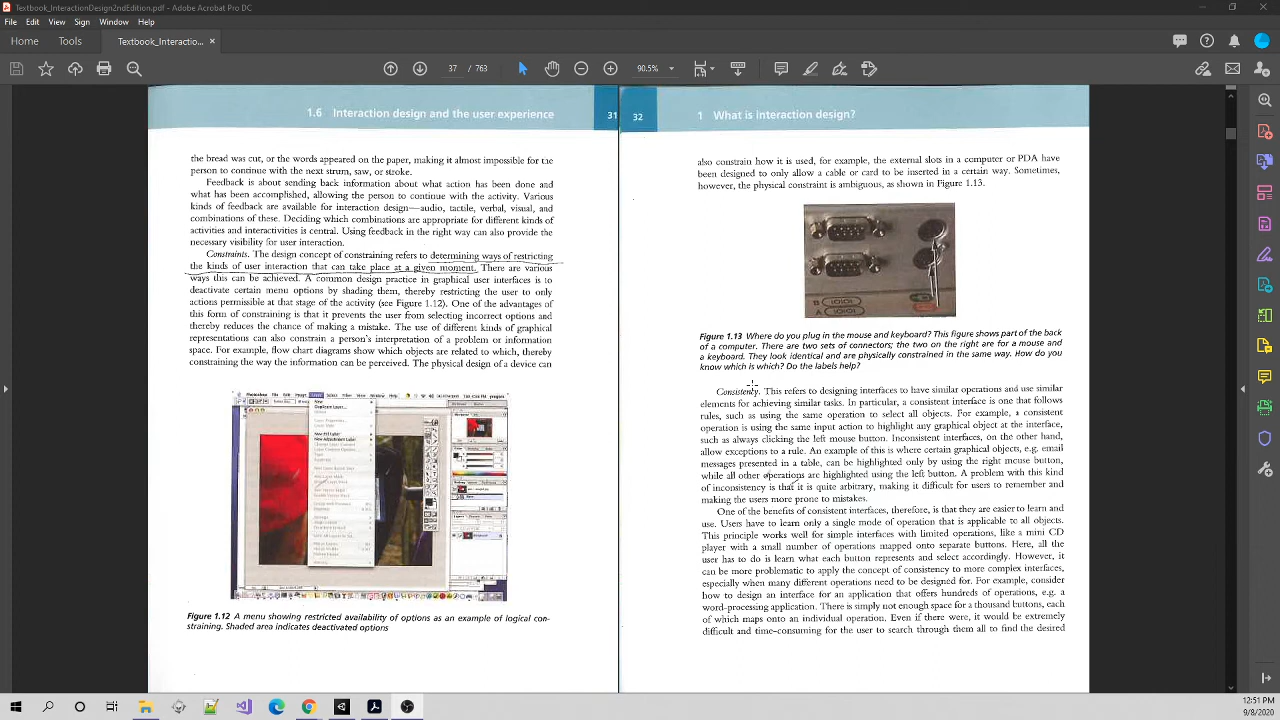 Textbook_InteractionDesign2ndEdition.pdf - Adobe Acrobat Pro DC
File Edit View Sign Window Help
Home Tools Textbook_Interactio...
37 / 763 90.5%
1.6 Interaction design and the user experience 31
the bread was cut, or the words appeared on the paper, making it almost impossible for the
person to continue with the next strum, saw, or stroke.
Feedback is about sending back information about what action has been done and
what has been accomplished, allowing the person to continue with the activity. Various
kinds of feedback are available for interaction design—audio, tactile, verbal, visual, and
combinations of these. Deciding which combinations are appropriate for different kinds of
activities and interactivities is central. Using feedback in the right way can also provide the
necessary visibility for user interaction.
Constraints. The design concept of constraining refers to determining ways of restricting
the kinds of user interaction that can take place at a given moment. There are various
ways this can be achieved. A common design practice in graphical user interfaces is to
deactivate certain menu options by shading them, thereby restricting the user to only
actions permissible at that stage of the activity (see Figure 1.12). One of the advantages of
this form of constraining is that it prevents the user from selecting incorrect options and
thereby reduces the chance of making a mistake. The use of different kinds of graphical
representations can also constrain a person's interpretation of a problem or information
space. For example, flow chart diagrams show which objects are related to which, thereby
constraining the way the information can be perceived. The physical design of a device can
Figure 1.12 A menu showing restricted availability of options as an example of logical con-
straining. Shaded area indicates deactivated options
32 1 What is interaction design?
also constrain how it is used, for example, the external slots in a computer or PDA have
been designed to only allow a cable or card to be inserted in a certain way. Sometimes,
however, the physical constraint is ambiguous, as shown in Figure 1.13.
B IOIOI
A IOIOI
Figure 1.13 Where do you plug in the mouse and keyboard? This figure shows part of the back
of a computer. There are two sets of connectors; the two on the right are for a mouse and
a keyboard. They look identical and are physically constrained in the same way. How do you
know which is which? Do the labels help?
Consistency. This refers to designing interfaces to have similar operations and use similar
elements for achieving similar tasks. In particular, a consistent interface is one that follows
rules, such as using the same operation to select all objects. For example, a consistent
operation is using the same input action to highlight any graphical object at the interface,
such as always clicking the left mouse button. Inconsistent interfaces, on the other hand,
allow exceptions to a rule. An example of this is where certain graphical objects, e.g. email
messages presented in a table, can be highlighted only by using the right mouse button,
while all other operations are highlighted using the left button. A problem with this kind
of inconsistency is that it is quite arbitrary, making it difficult for users to remember and
making the users more prone to mistakes.
One of the benefits of consistent interfaces, therefore, is that they are easier to learn and
use. Users have to learn only a single mode of operation that is applicable to all objects.
This principle works well for simple interfaces with limited operations, like a mini CD
player with a small number of operations mapped onto separate buttons. Here, all the
user has to do is learn what each button represents and select accordingly. However, it
can be more problematic to apply the concept of consistency to more complex interfaces,
especially when many different operations need to be designed for. For example, consider
how to design an interface for an application that offers hundreds of operations, e.g. a
word-processing application. There is simply not enough space for a thousand buttons, each
of which maps onto an individual operation. Even if there were, it would be extremely
difficult and time-consuming for the user to search through them all to find the desired
12:51 PM
9/8/2020